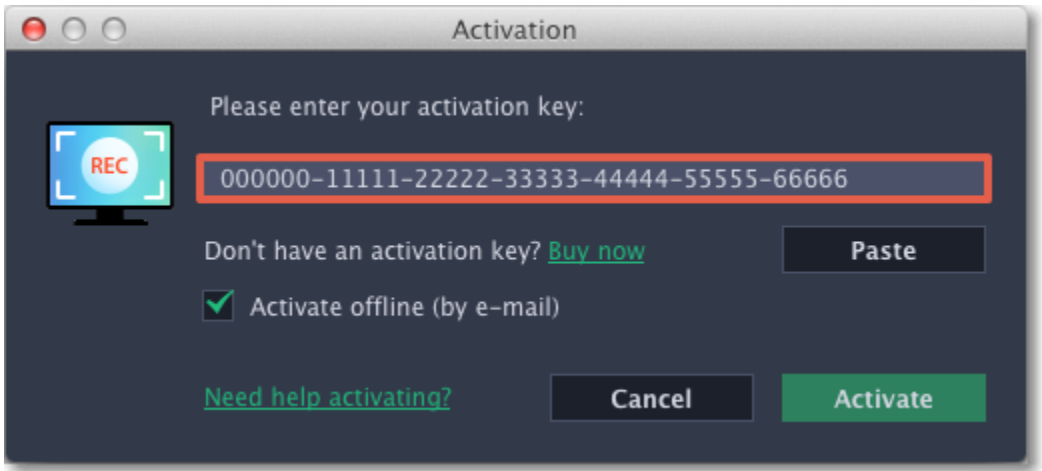 Activation
Please enter your activation key:
REC
000000-11111-22222-33333-44444-55555-66666
Don't have an activation key? Buy now
Paste
Activate offline (by e-mail)
Need help activating?
Cancel
Activate